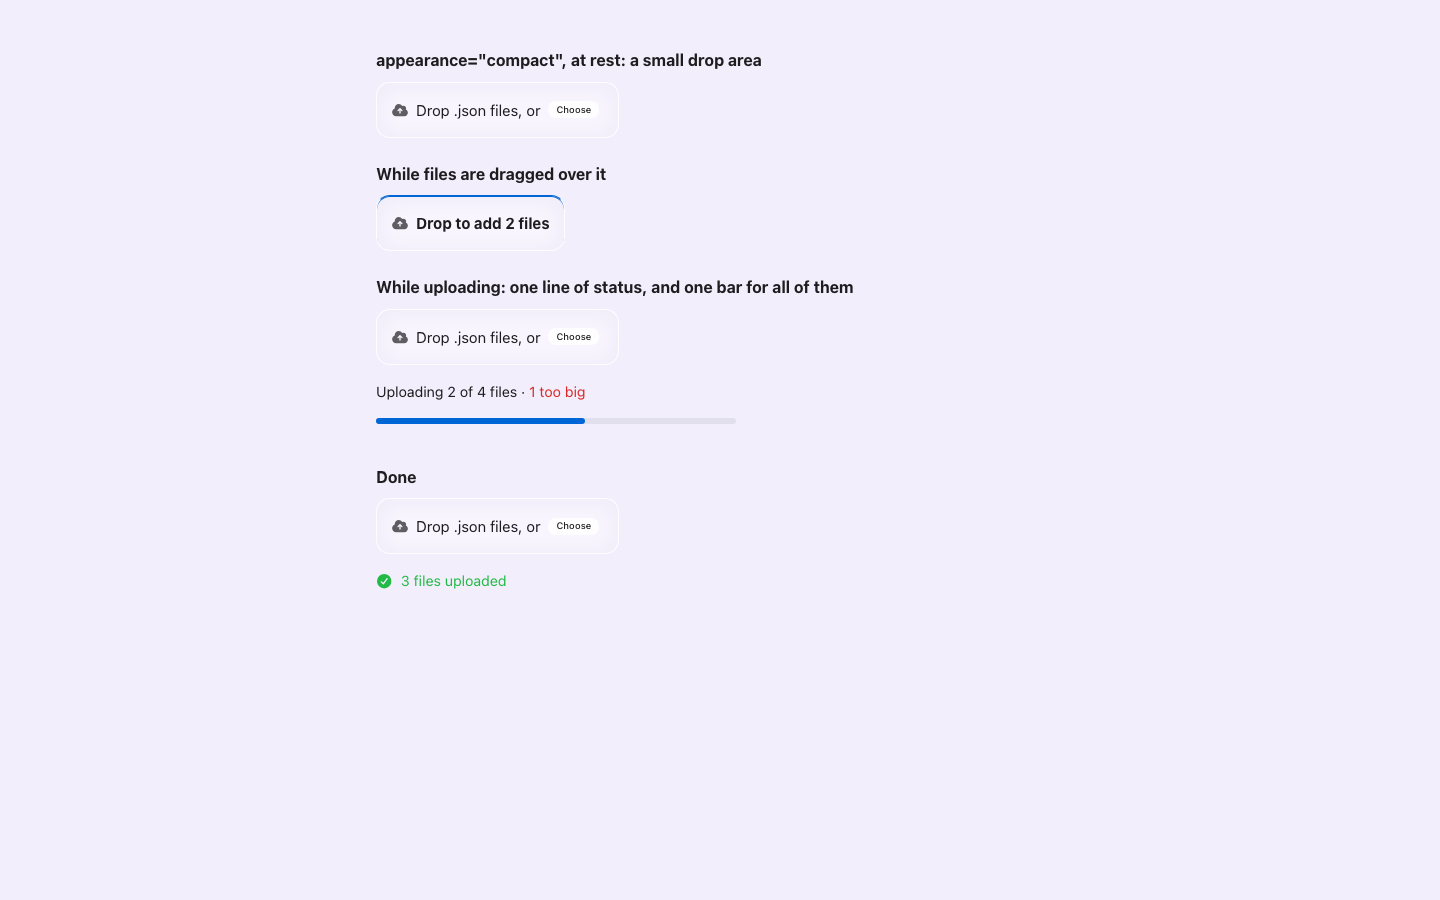 appearance="compact", at rest: a small drop area
Drop .json files, or Choose
While files are dragged over it
Drop to add 2 files
While uploading: one line of status, and one bar for all of them
Drop .json files, or Choose
Uploading 2 of 4 files · 1 too big
Done
Drop .json files, or Choose
3 files uploaded